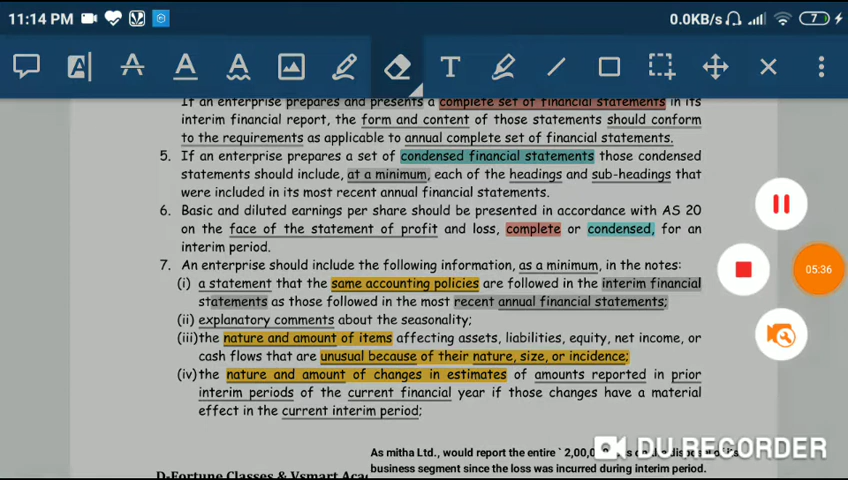 11:14 PM
0.0KB/s
7
If an enterprise prepares and presents a complete set of financial statements in its
interim financial report, the form and content of those statements should conform
to the requirements as applicable to annual complete set of financial statements.
5. If an enterprise prepares a set of condensed financial statements those condensed
statements should include, at a minimum, each of the headings and sub-headings that
were included in its most recent annual financial statements.
6. Basic and diluted earnings per share should be presented in accordance with AS 20
on the face of the statement of profit and loss, complete or condensed, for an
interim period.
7. An enterprise should include the following information, as a minimum, in the notes:
(i) a statement that the same accounting policies are followed in the interim financial
statements as those followed in the most recent annual financial statements;
(ii) explanatory comments about the seasonality;
(iii)the nature and amount of items affecting assets, liabilities, equity, net income, or
cash flows that are unusual because of their nature, size, or incidence;
(iv)the nature and amount of changes in estimates of amounts reported in prior
interim periods of the current financial year if those changes have a material
effect in the current interim period;
05:36
As mitha Ltd., would report the entire ` 2,00,0
business segment since the loss was incurred during interim period.
D-Fortune Classes & Vsmart Aca
DU RECORDER